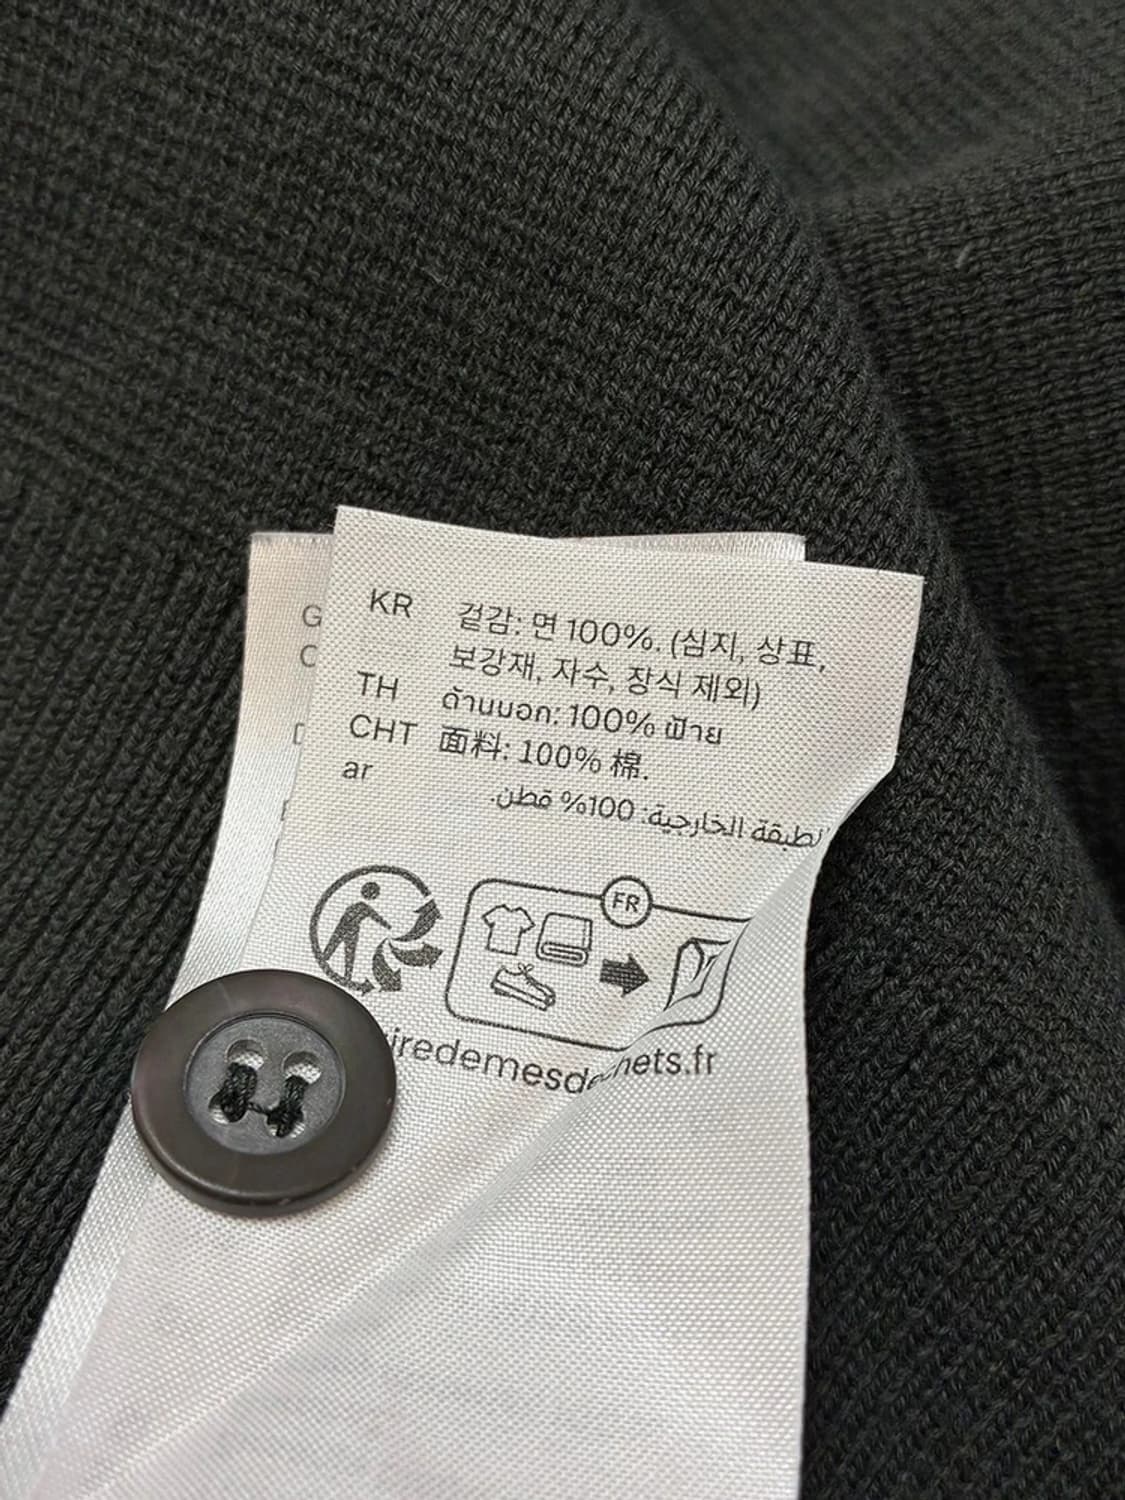 KR 겉감: 면 100%. (심지, 상표,
보강재, 자수, 장식 제외)
TH ด้านนอก: 100% ฝ้าย
CHT 面料: 100% 棉.
ar الطبقة الخارجية: 100% قطن.
FR